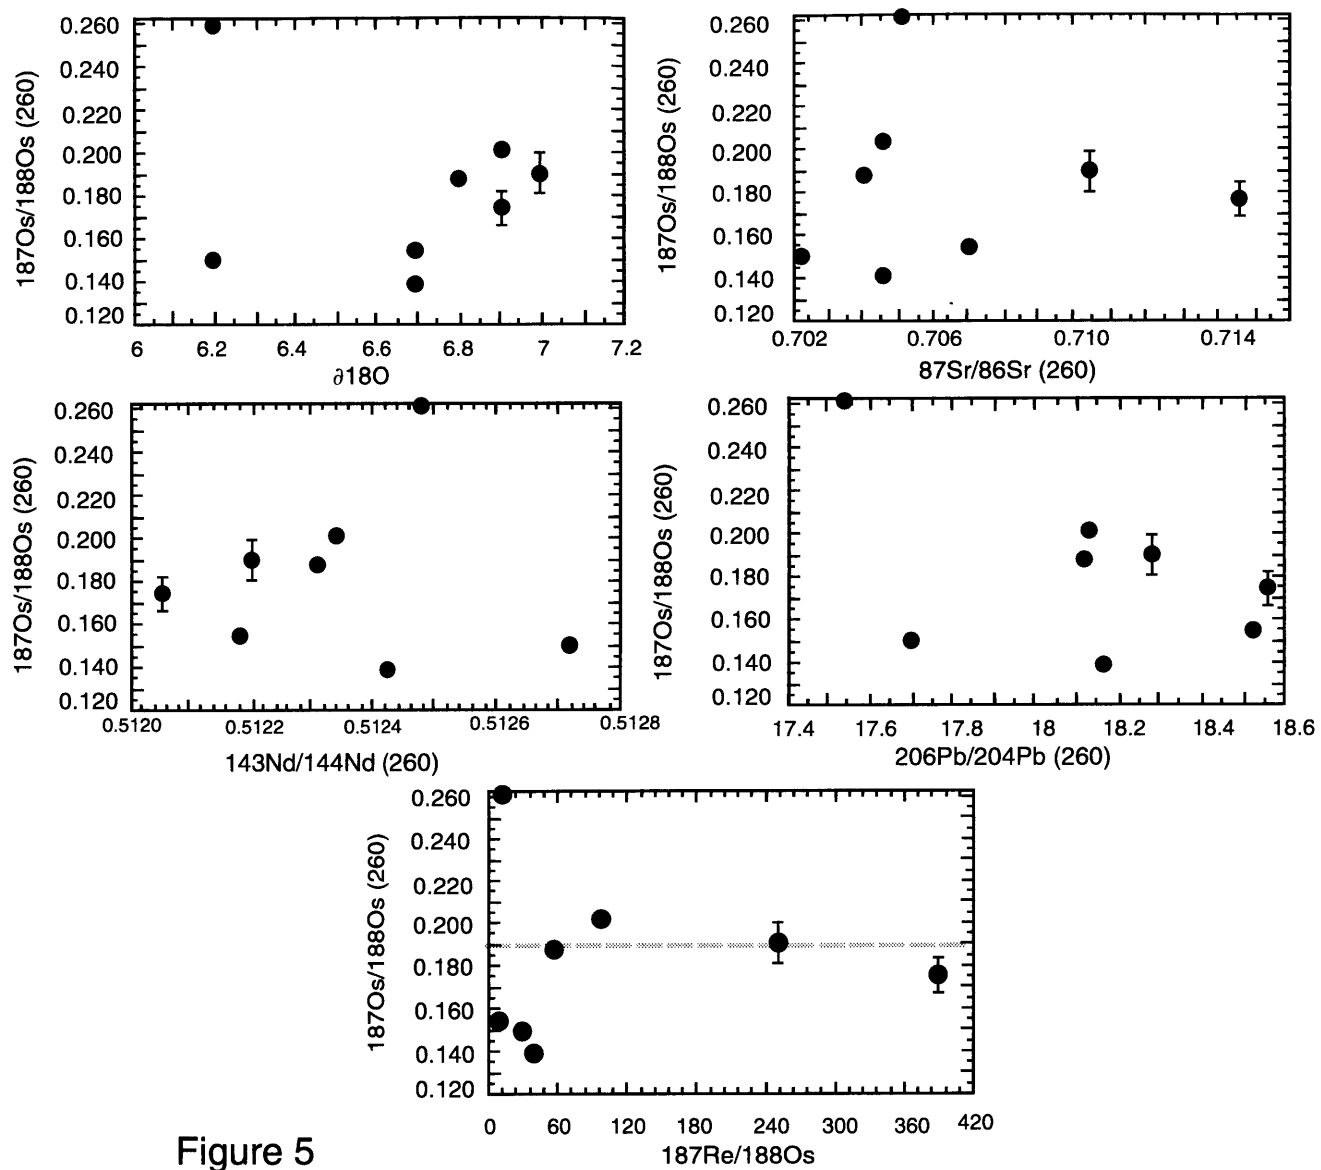 0.260
0.240
0.220
0.200
0.180
0.160
0.140
0.120
187Os/188Os (260)
6 6.2 6.4 6.6 6.8 7 7.2
∂18O
0.260
0.240
0.220
0.200
0.180
0.160
0.140
0.120
187Os/188Os (260)
0.702 0.706 0.710 0.714
87Sr/86Sr (260)
0.260
0.240
0.220
0.200
0.180
0.160
0.140
0.120
187Os/188Os (260)
0.5120 0.5122 0.5124 0.5126 0.5128
143Nd/144Nd (260)
0.260
0.240
0.220
0.200
0.180
0.160
0.140
0.120
187Os/188Os (260)
17.4 17.6 17.8 18 18.2 18.4 18.6
206Pb/204Pb (260)
0.260
0.240
0.220
0.200
0.180
0.160
0.140
0.120
187Os/188Os (260)
0 60 120 180 240 300 360 420
187Re/188Os
Figure 5